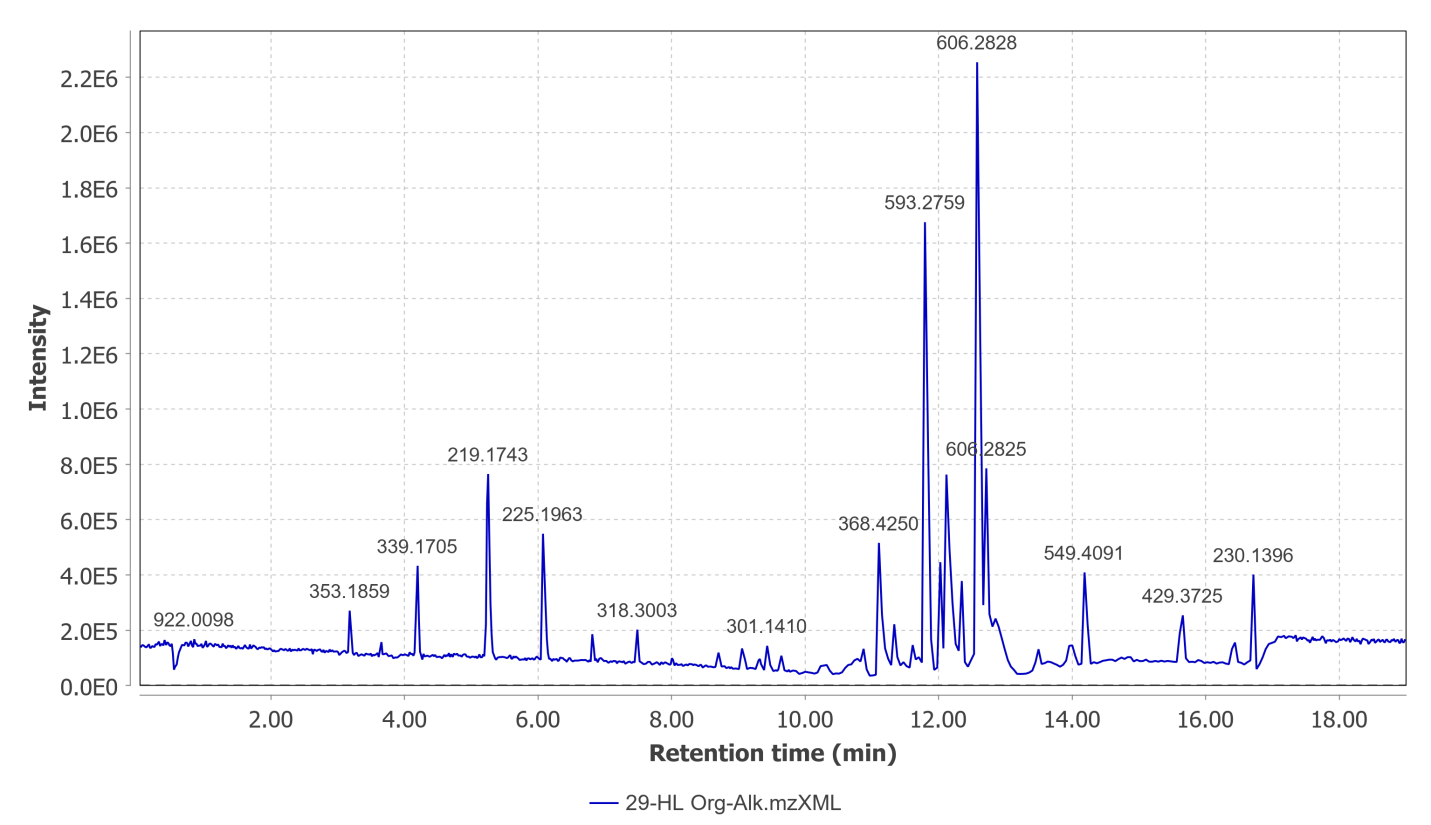 606.2828
2.2E6
2.0E6
1.8E6
593.2759
1.6E6
1.4E6
1.2E6
Intensity
1.0E6
606.2825
219.1743
8.0E5
225.1963
368.4250
6.0E5
339.1705
549.4091
230.1396
4.0E5
353.1859
429.3725
318.3003
922.0098
301.1410
2.0E5
0.0E0
2.00 4.00 6.00 8.00 10.00 12.00 14.00 16.00 18.00
Retention time (min)
29-HL Org-Alk.mzXML